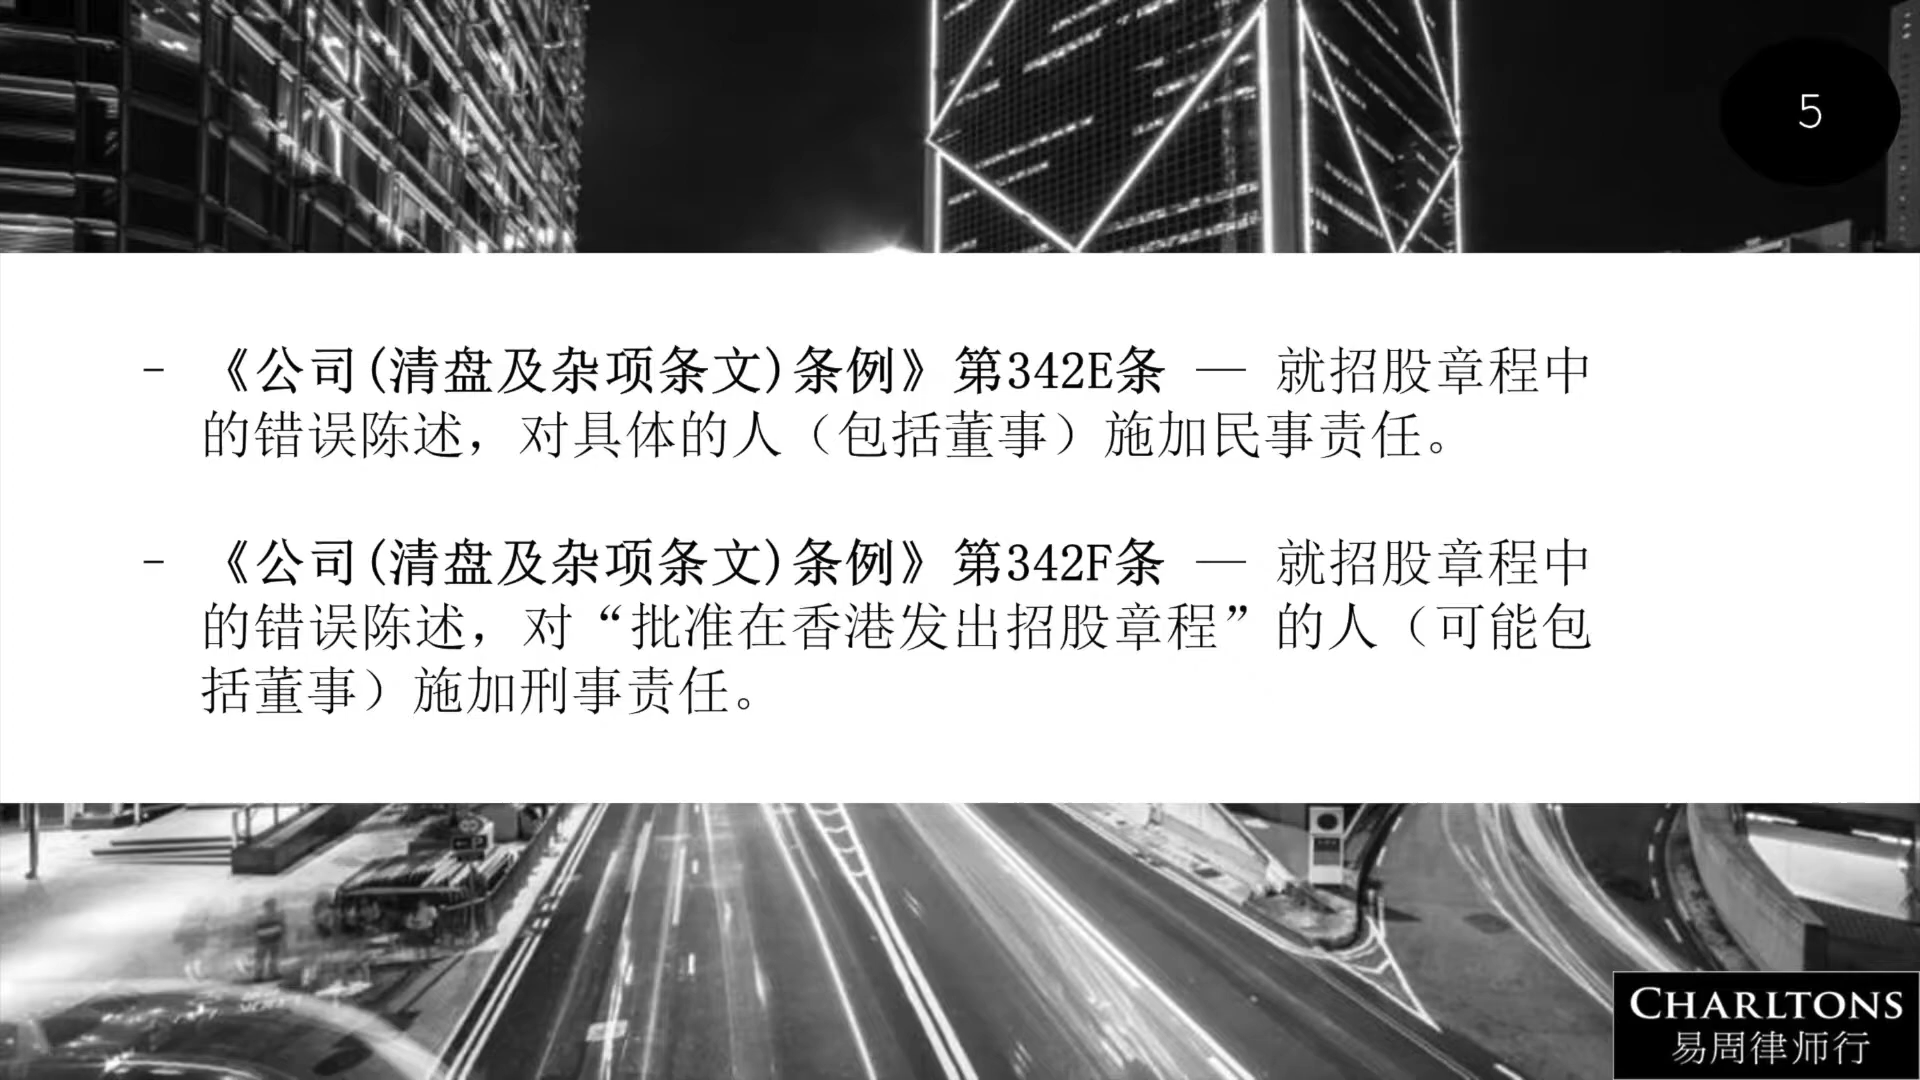 5
- 《公司(清盘及杂项条文)条例》第342E条 — 就招股章程中
的错误陈述，对具体的人（包括董事）施加民事责任。
- 《公司(清盘及杂项条文)条例》第342F条 — 就招股章程中
的错误陈述，对“批准在香港发出招股章程”的人（可能包
括董事）施加刑事责任。
CHARLTONS
易周律师行